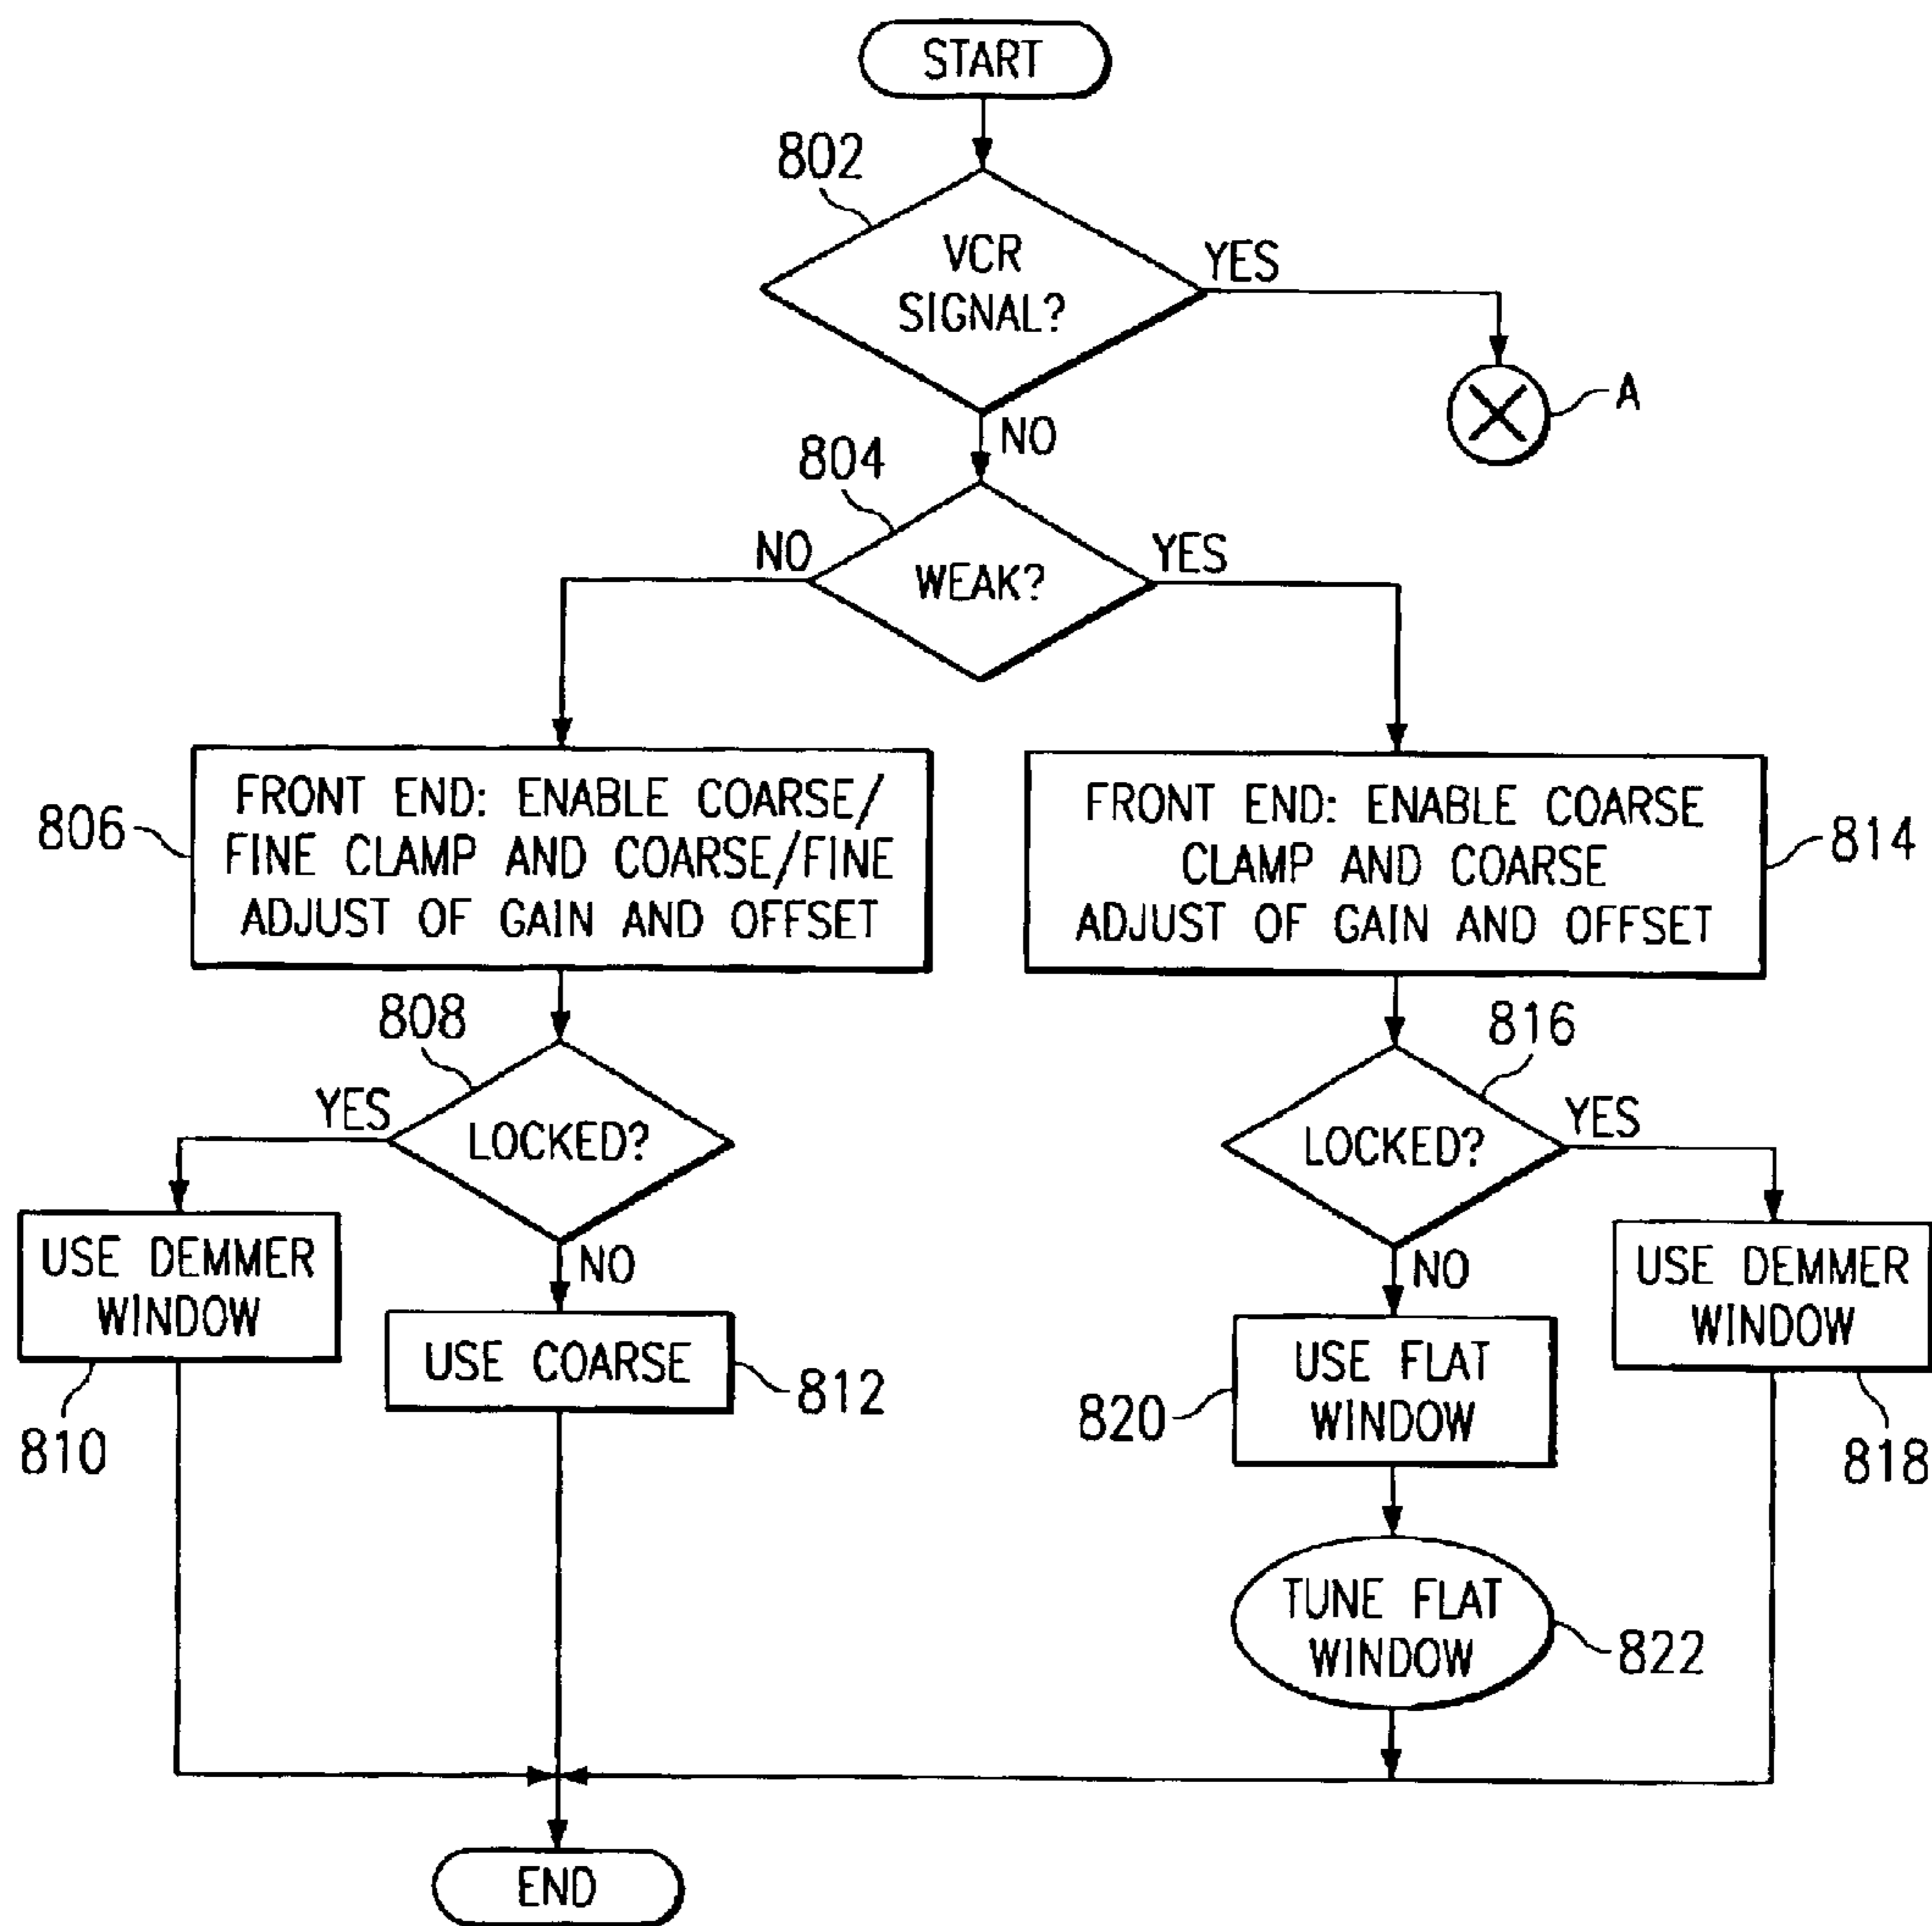 START
802
VCR
SIGNAL?
YES
A
NO
804
NO
WEAK?
YES
806
FRONT END: ENABLE COARSE/
FINE CLAMP AND COARSE/FINE
ADJUST OF GAIN AND OFFSET
FRONT END: ENABLE COARSE
CLAMP AND COARSE
ADJUST OF GAIN AND OFFSET
814
808
YES
LOCKED?
NO
816
LOCKED?
YES
NO
USE DEMMER
WINDOW
810
USE COARSE
812
USE FLAT
WINDOW
820
USE DEMMER
WINDOW
818
TUNE FLAT
WINDOW
822
END